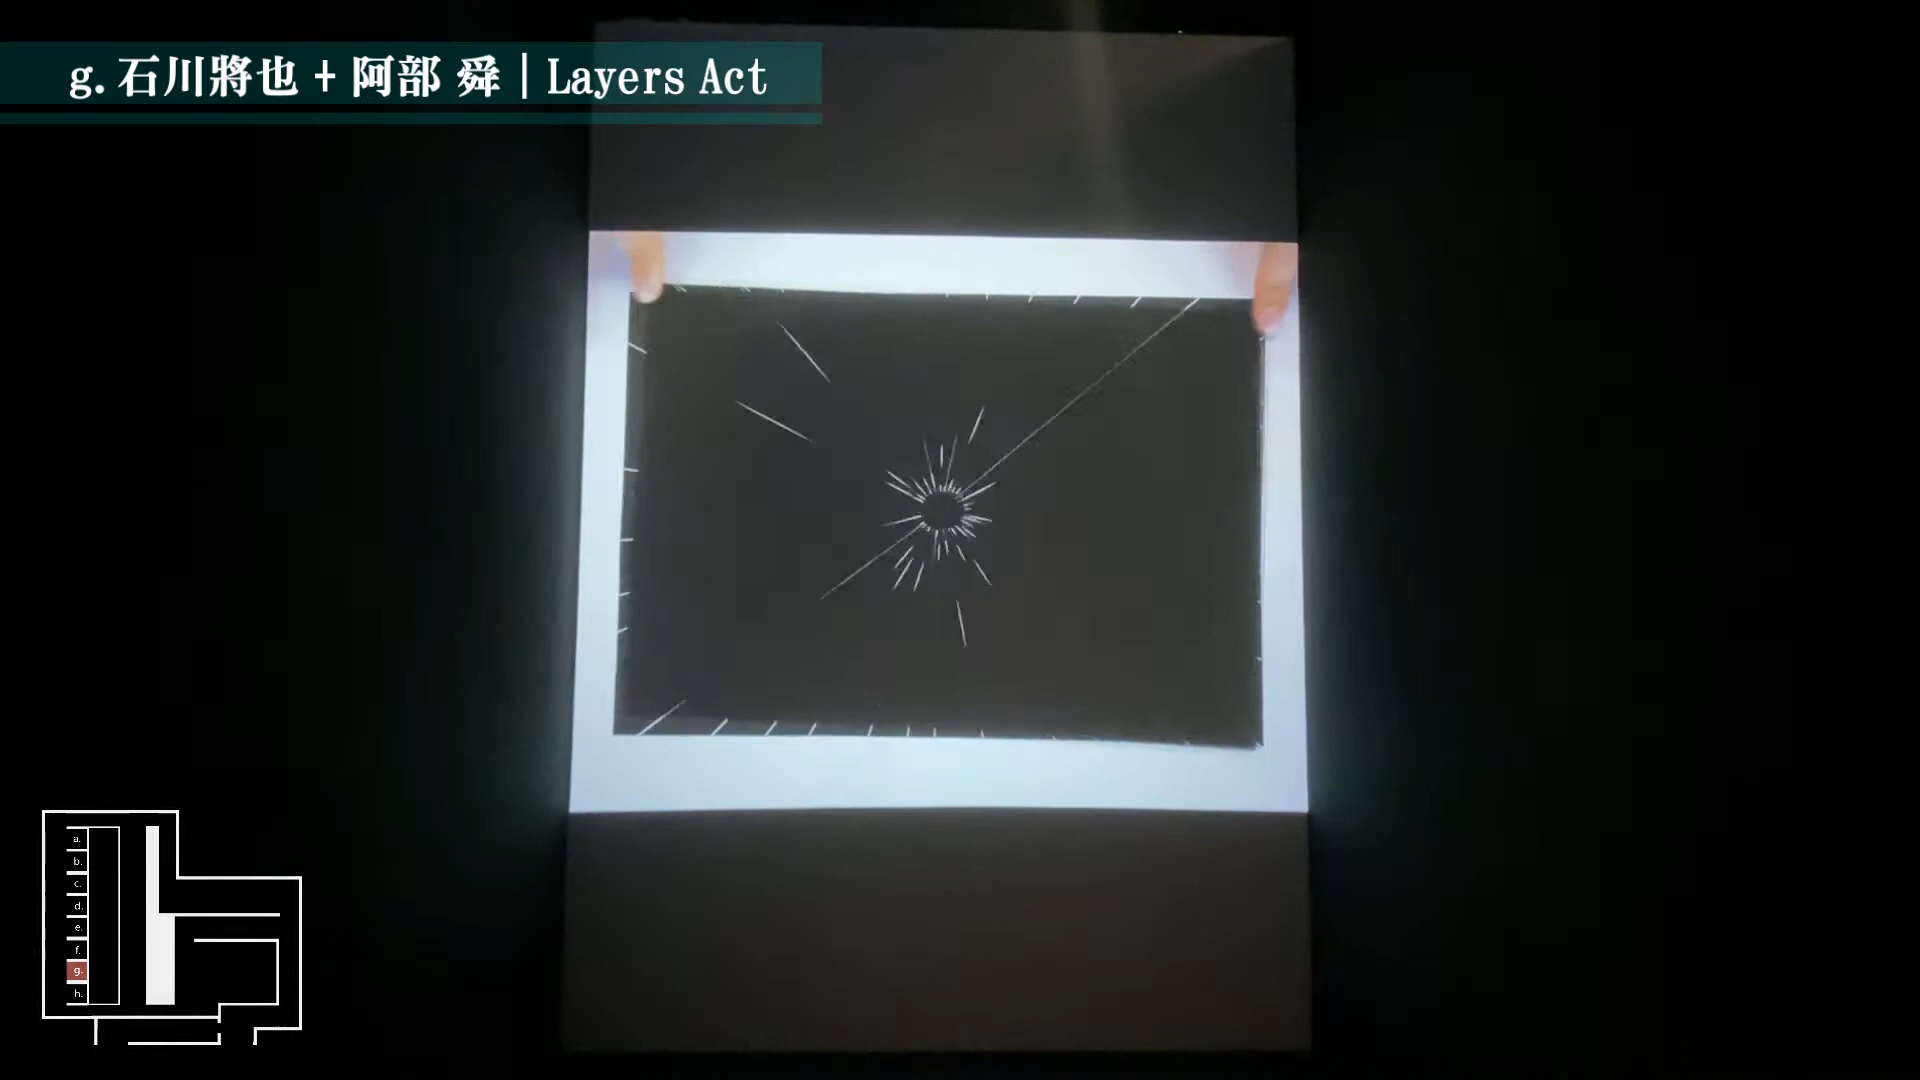 g. 石川將也 + 阿部 舜 | Layers Act
a.
b.
c.
d.
e.
f.
g.
h.